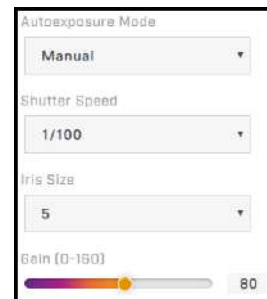 Autoexposure Mode
Manual
Shutter Speed
1/100
Iris Size
5
Gain (0-160)
80